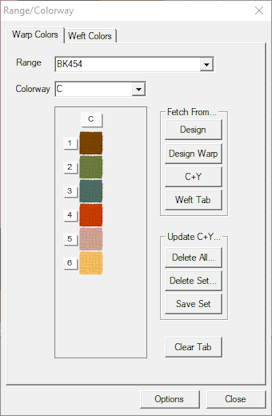 Range/Colorway
Warp Colors Weft Colors
Range BK454
Colorway C
C
1
2
3
4
5
6
Fetch From...
Design
Design Warp
C+Y
Weft Tab
Update C+Y...
Delete All...
Delete Set...
Save Set
Clear Tab
Options Close